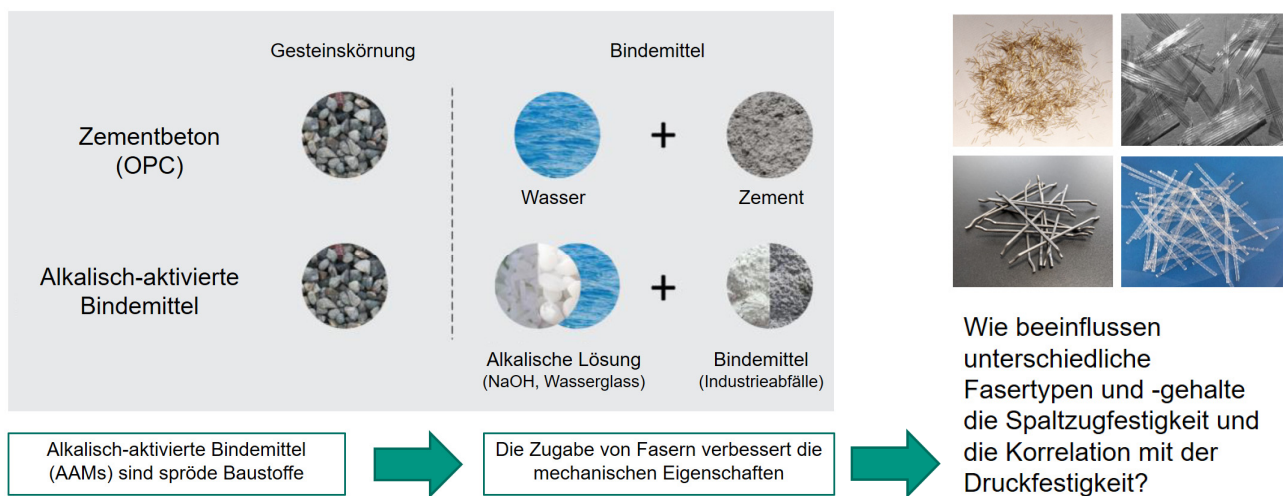 Gesteinskörnung
Bindemittel
Zementbeton
(OPC)
Wasser
Zement
Alkalisch-aktivierte
Bindemittel
Alkalische Lösung
(NaOH, Wasserglass)
Bindemittel
(Industrieabfälle)
Alkalisch-aktivierte Bindemittel
(AAMs) sind spröde Baustoffe
Die Zugabe von Fasern verbessert die
mechanischen Eigenschaften
Wie beeinflussen
unterschiedliche
Fasertypen und -gehalte
die Spaltzugfestigkeit und
die Korrelation mit der
Druckfestigkeit?